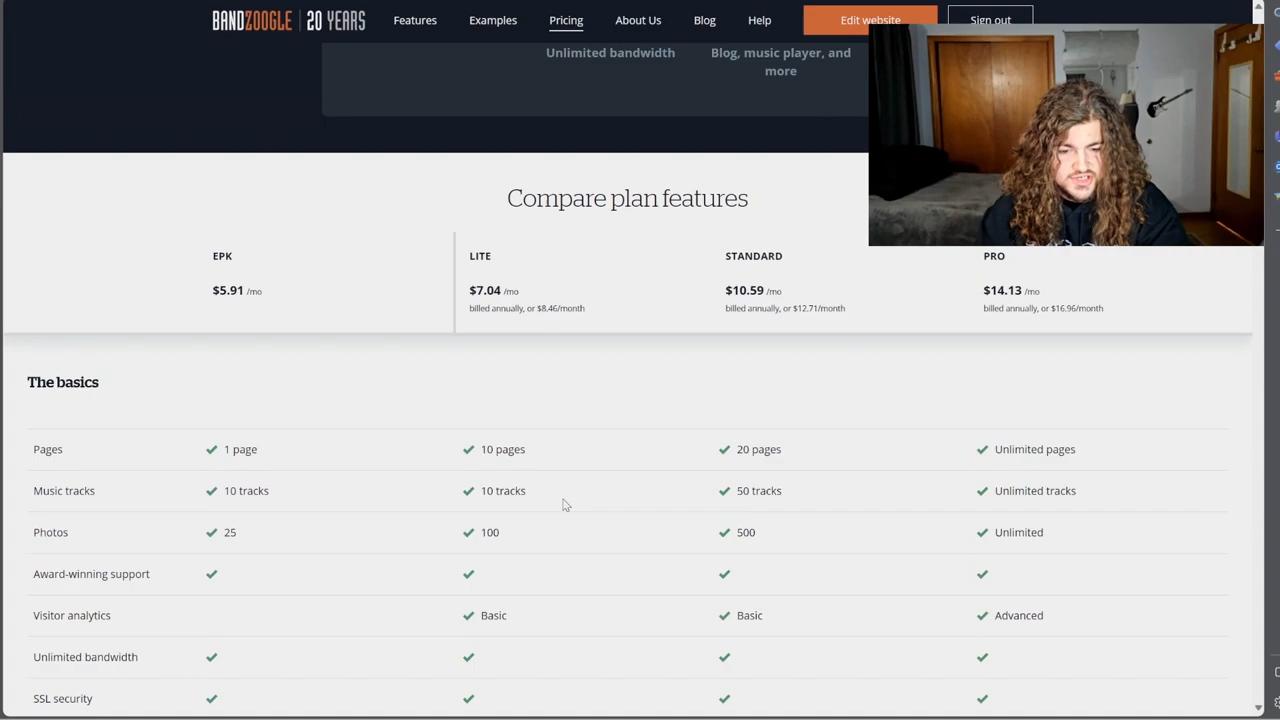 BANDZOOGLE | 20 YEARS
Features
Examples
Pricing
About Us
Blog
Help
Edit website
Sign out
Unlimited bandwidth
Blog, music player, and
more
Compare plan features
EPK
LITE
STANDARD
PRO
$5.91 /mo
$7.04 /mo
$10.59 /mo
$14.13 /mo
billed annually, or $8.46/month
billed annually, or $12.71/month
billed annually, or $16.96/month
The basics
Pages
1 page
10 pages
20 pages
Unlimited pages
Music tracks
10 tracks
10 tracks
50 tracks
Unlimited tracks
Photos
25
100
500
Unlimited
Award-winning support
Visitor analytics
Basic
Basic
Advanced
Unlimited bandwidth
SSL security